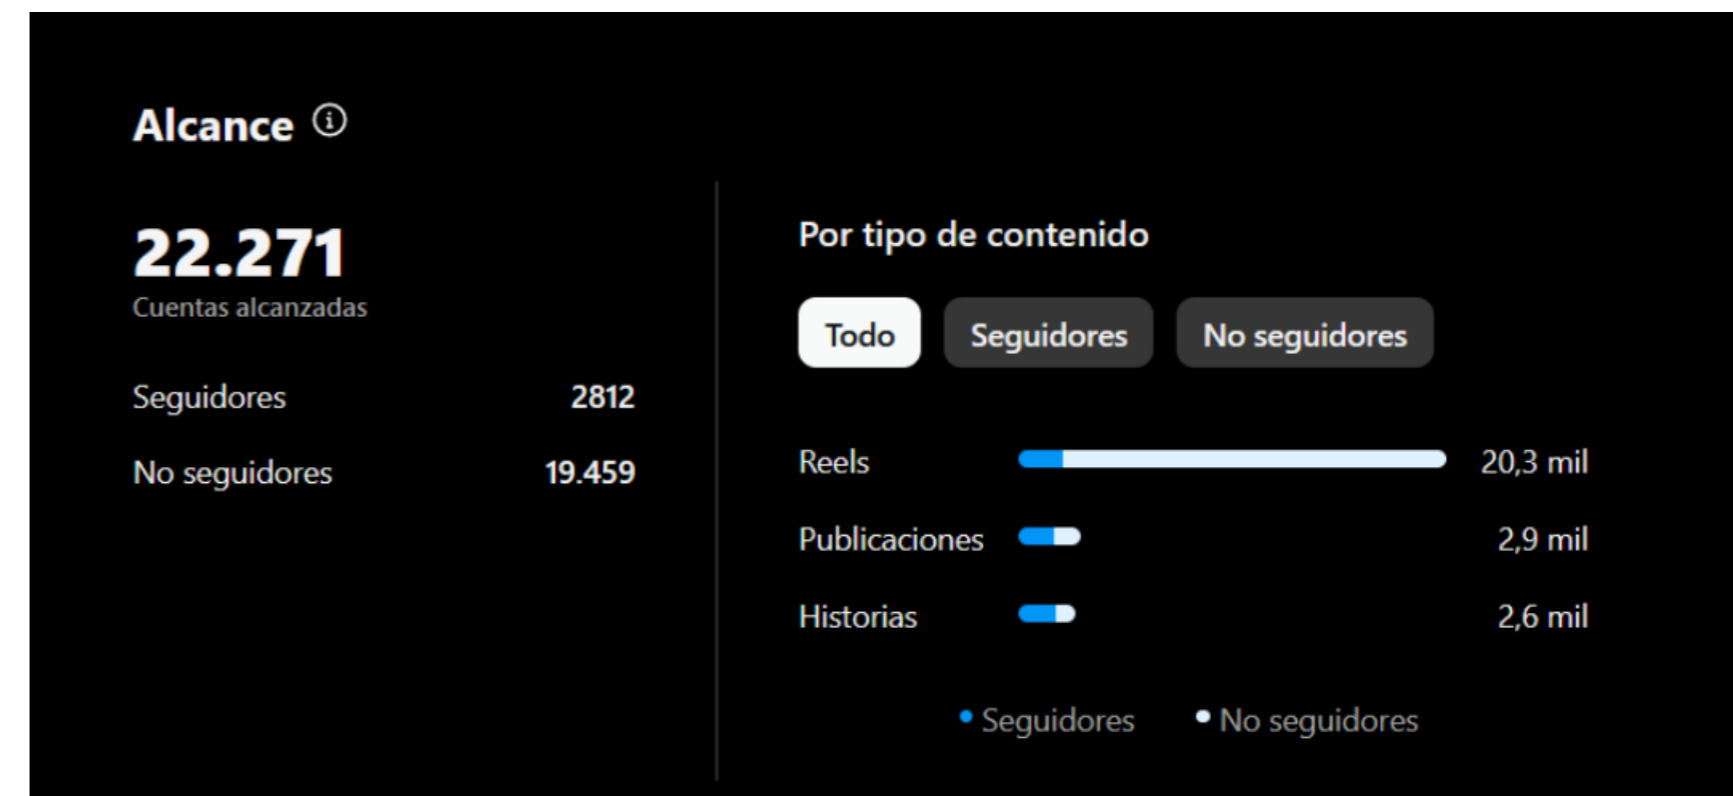 Alcance
22.271
Cuentas alcanzadas
Seguidores 2812
No seguidores 19.459
Por tipo de contenido
Todo Seguidores No seguidores
Reels 20,3 mil
Publicaciones 2,9 mil
Historias 2,6 mil
Seguidores No seguidores